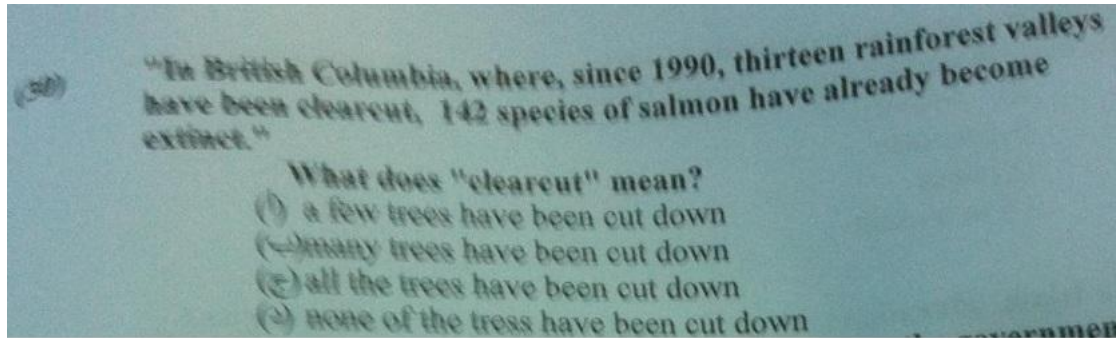 "In British Columbia, where, since 1990, thirteen rainforest valleys
have been clearcut, 142 species of salmon have already become
extinct."
What does "clearcut" mean?
a few trees have been cut down
many trees have been cut down
all the trees have been cut down
none of the tress have been cut down